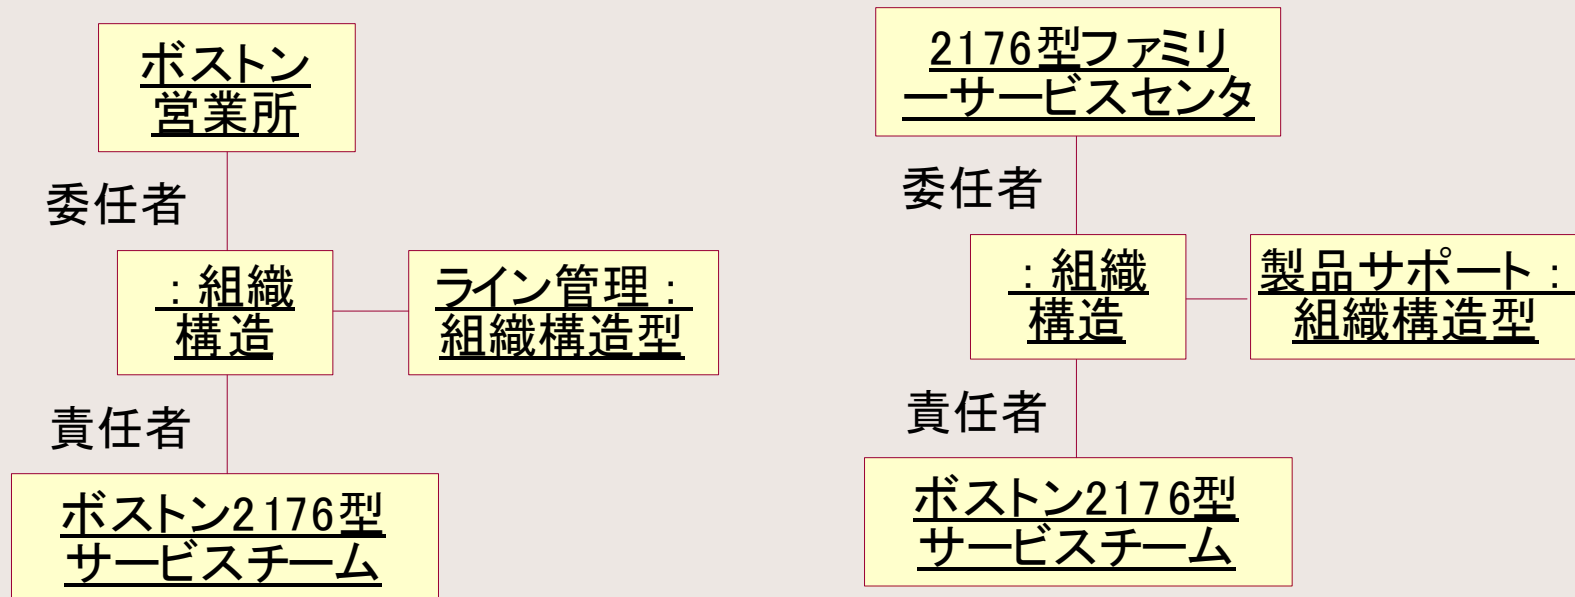 ボストン
営業所
委任者
：組織
構造
ライン管理：
組織構造型
責任者
ボストン2176型
サービスチーム
2176型ファミリ
ーサービスセンタ
委任者
：組織
構造
製品サポート：
組織構造型
責任者
ボストン2176型
サービスチーム